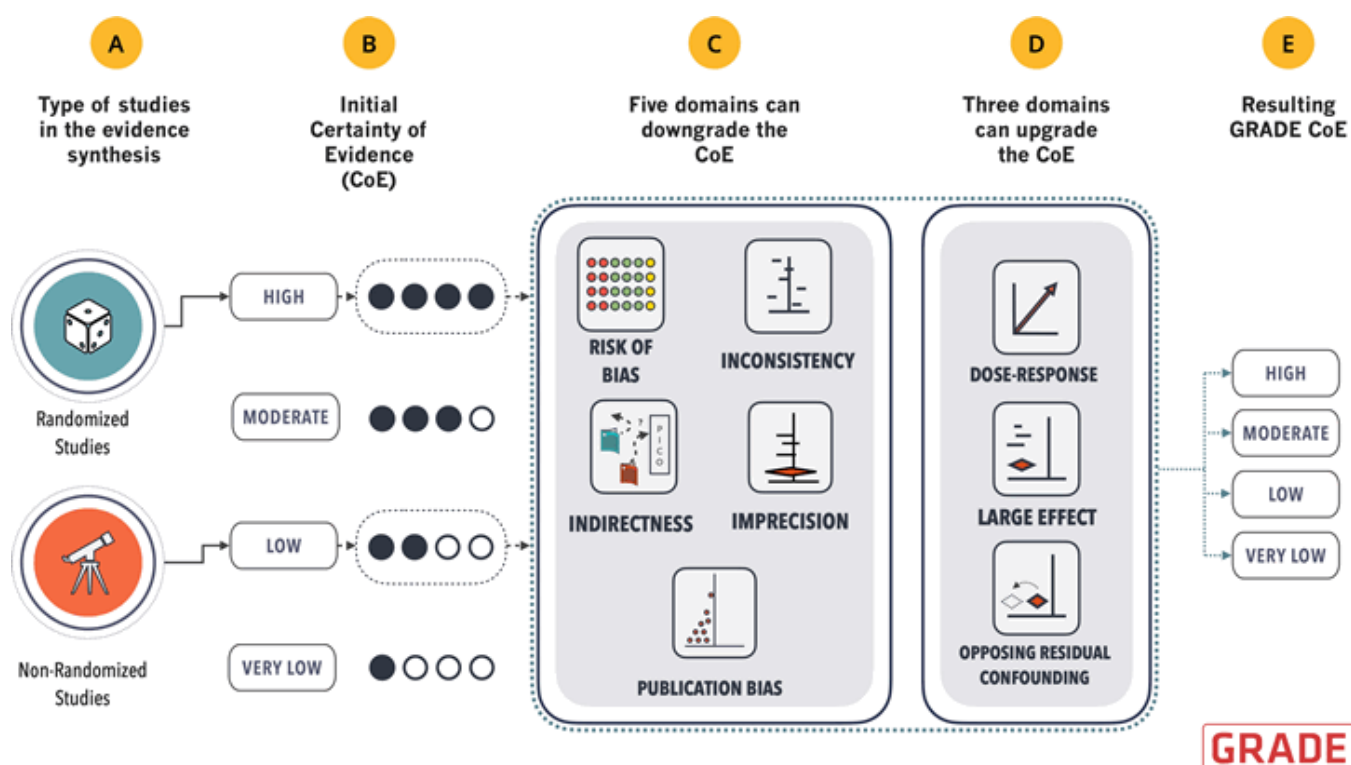 A
B
C
D
E
Type of studies
in the evidence
synthesis
Initial
Certainty of
Evidence
(CoE)
Five domains can
downgrade the
CoE
Three domains
can upgrade
the CoE
Resulting
GRADE CoE
HIGH
MODERATE
LOW
VERY LOW
Randomized
Studies
Non-Randomized
Studies
RISK OF
BIAS
INCONSISTENCY
?
PICO
INDIRECTNESS
IMPRECISION
PUBLICATION BIAS
DOSE-RESPONSE
LARGE EFFECT
OPPOSING RESIDUAL
CONFOUNDING
HIGH
MODERATE
LOW
VERY LOW
GRADE